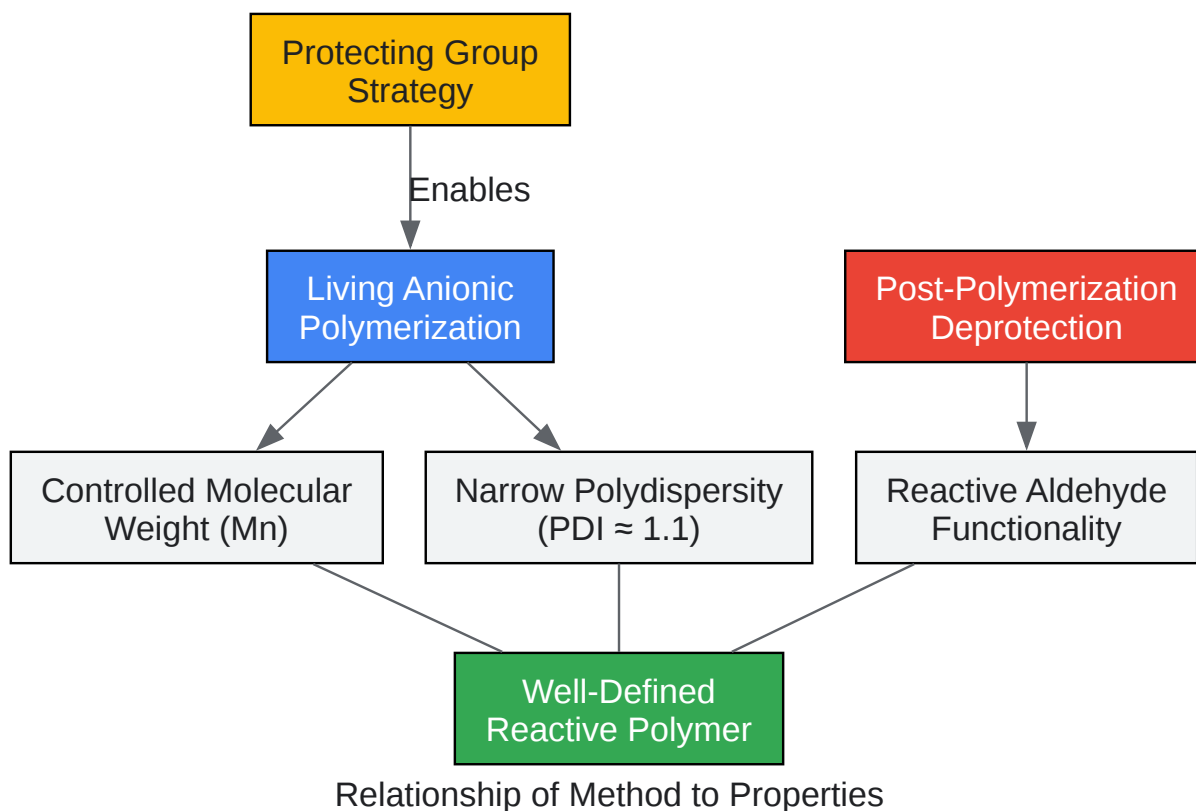 Protecting Group
Strategy
Enables
Living Anionic
Polymerization
Post-Polymerization
Deprotection
Controlled Molecular
Weight (Mn)
Narrow Polydispersity
(PDI ≈ 1.1)
Reactive Aldehyde
Functionality
Well-Defined
Reactive Polymer
Relationship of Method to Properties